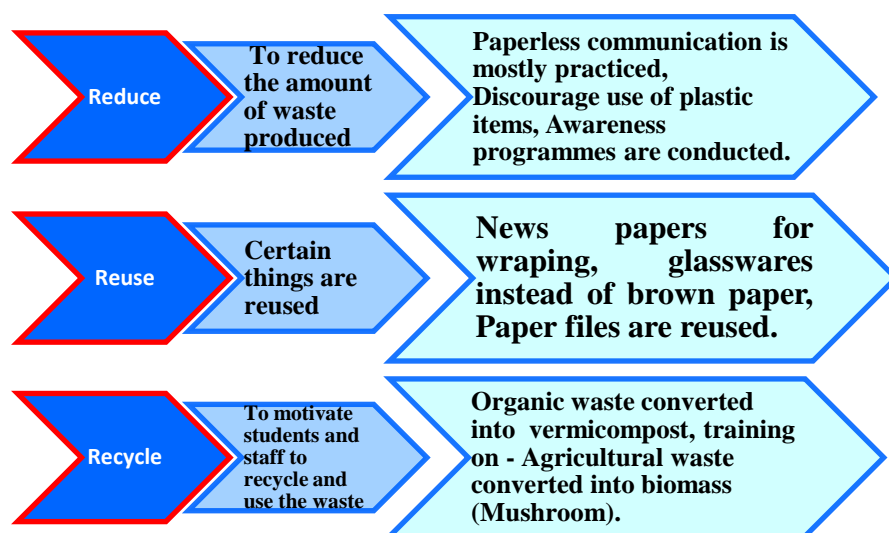 Reduce
To reduce
the amount
of waste
produced
Paperless communication is
mostly practiced,
Discourage use of plastic
items, Awareness
programmes are conducted.
Reuse
Certain
things are
reused
News papers for
wraping, glasswares
instead of brown paper,
Paper files are reused.
Recycle
To motivate
students and
staff to
recycle and
use the waste
Organic waste converted
into vermicompost, training
on - Agricultural waste
converted into biomass
(Mushroom).